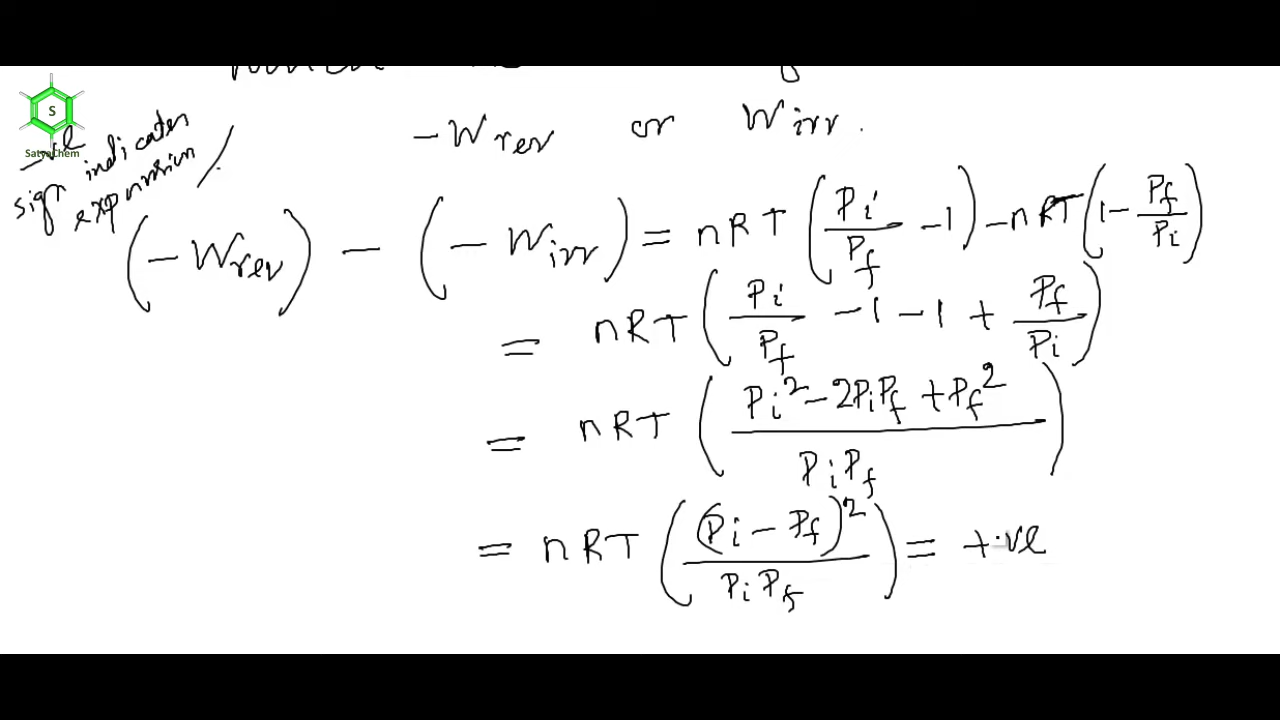 S
SatyaChem
-ve
sign indicates
expansion
-Wrev or Wirr.
(-Wrev) - (-Wirr) = nRT (Pi/Pf - 1) - nRT (1 - Pf/Pi)
= nRT (Pi/Pf - 1 - 1 + Pf/Pi)
= nRT ((Pi² - 2PiPf + Pf²)/(PiPf))
= nRT ((Pi - Pf)²/(PiPf)) = +ve